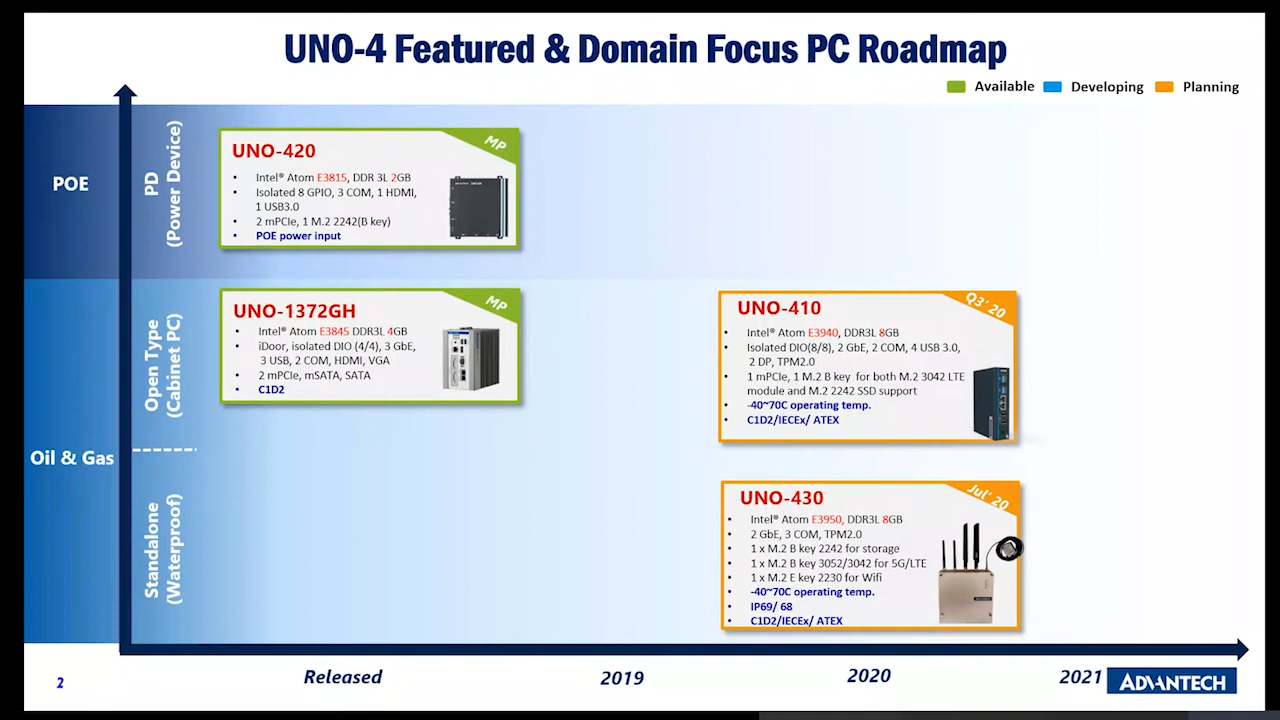 UNO-4 Featured & Domain Focus PC Roadmap
Available
Developing
Planning
POE
PD
(Power Device)
UNO-420
MP
Intel® Atom E3815, DDR 3L 2GB
Isolated 8 GPIO, 3 COM, 1 HDMI,
1 USB3.0
2 mPCIe, 1 M.2 2242(B key)
POE power input
Oil & Gas
Open Type
(Cabinet PC)
UNO-1372GH
MP
Intel® Atom E3845 DDR3L 4GB
iDoor, isolated DIO (4/4), 3 GbE,
3 USB, 2 COM, HDMI, VGA
2 mPCIe, mSATA, SATA
C1D2
UNO-410
Q3' 20
Intel® Atom E3940, DDR3L 8GB
Isolated DIO(8/8), 2 GbE, 2 COM, 4 USB 3.0,
2 DP, TPM2.0
1 mPCIe, 1 M.2 B key for both M.2 3042 LTE
module and M.2 2242 SSD support
-40~70C operating temp.
C1D2/IECEx/ ATEX
Standalone
(Waterproof)
UNO-430
Jul' 20
Intel® Atom E3950, DDR3L 8GB
2 GbE, 3 COM, TPM2.0
1 x M.2 B key 2242 for storage
1 x M.2 B key 3052/3042 for 5G/LTE
1 x M.2 E key 2230 for Wifi
-40~70C operating temp.
IP69/ 68
C1D2/IECEx/ ATEX
Released
2019
2020
2021
ADVANTECH
2